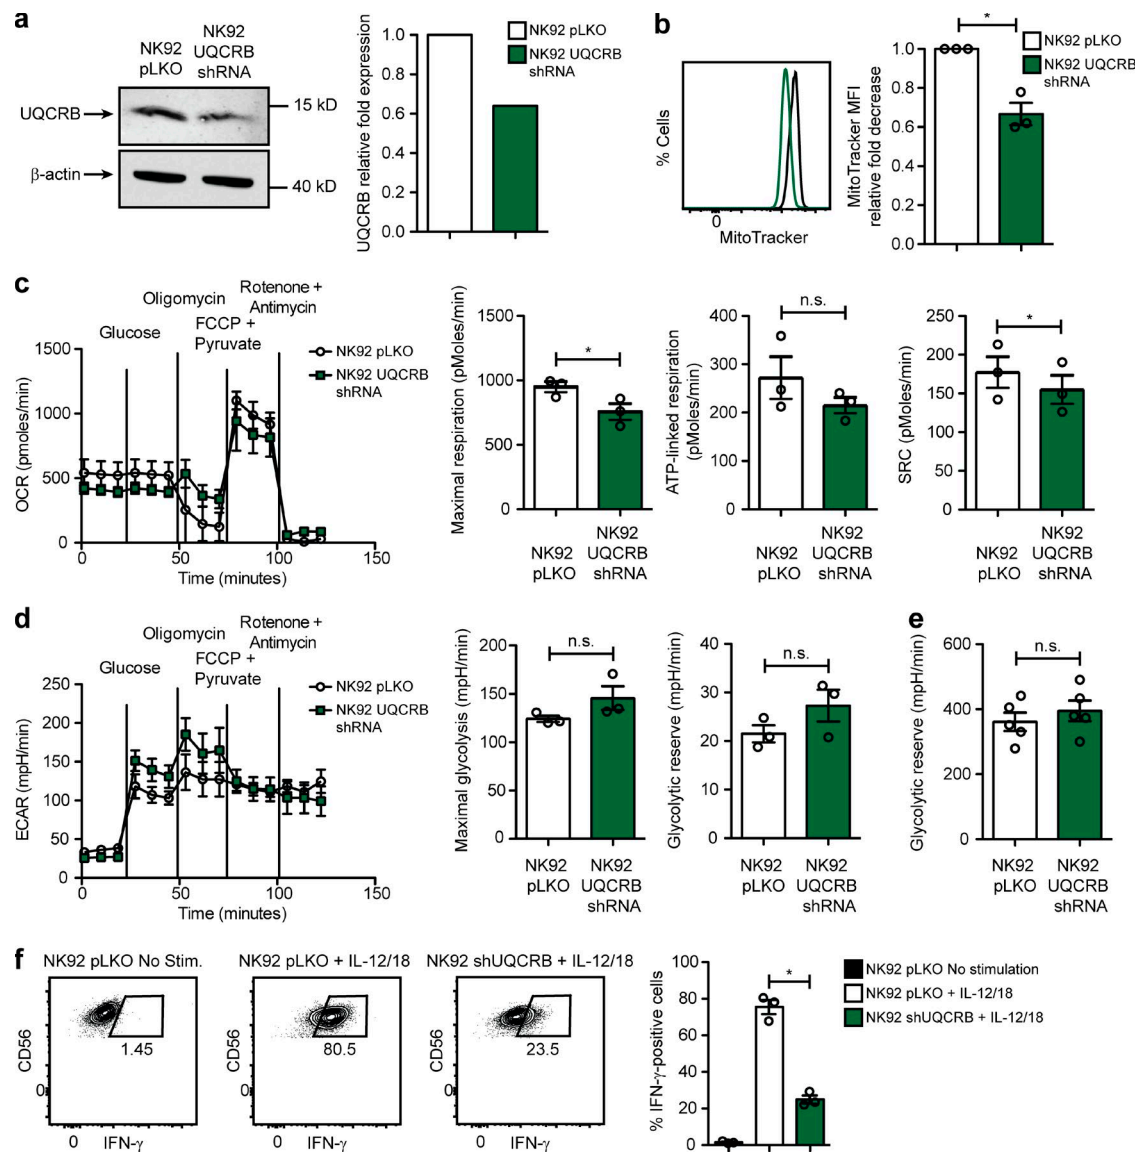 a
NK92
pLKO
NK92
UQCRB
shRNA
UQCRB
15 kD
β-actin
40 kD
UQCRB relative fold expression
1.0
0.8
0.6
0.4
0.2
0.0
NK92 pLKO
NK92 UQCRB
shRNA
b
% Cells
0
MitoTracker
MitoTracker MFI
relative fold decrease
1.0
0.8
0.6
0.4
0.2
0.0
*
NK92 pLKO
NK92 UQCRB
shRNA
c
Glucose
Oligomycin
FCCP +
Pyruvate
Rotenone +
Antimycin
OCR (pmoles/min)
1500
1000
500
0
0
50
100
150
Time (minutes)
NK92 pLKO
NK92 UQCRB
shRNA
Maximal respiration (pMoles/min)
1500
1000
500
0
*
NK92
pLKO
NK92
UQCRB
shRNA
ATP-linked respiration
(pMoles/min)
400
300
200
100
0
n.s.
NK92
pLKO
NK92
UQCRB
shRNA
SRC (pMoles/min)
250
200
150
100
50
0
*
NK92
pLKO
NK92
UQCRB
shRNA
d
Glucose
Oligomycin
FCCP +
Pyruvate
Rotenone +
Antimycin
ECAR (mpH/min)
250
200
150
100
50
0
0
50
100
150
Time (minutes)
NK92 pLKO
NK92 UQCRB
shRNA
Maximal glycolysis (mpH/min)
200
150
100
50
0
n.s.
NK92
pLKO
NK92
UQCRB
shRNA
Glycolytic reserve (mpH/min)
40
30
20
10
0
n.s.
NK92
pLKO
NK92
UQCRB
shRNA
e
Glycolytic reserve (mpH/min)
600
400
200
0
n.s.
NK92
pLKO
NK92
UQCRB
shRNA
f
NK92 pLKO No Stim.
CD56
0
1.45
0
IFN-γ
NK92 pLKO + IL-12/18
CD56
0
80.5
0
IFN-γ
NK92 shUQCRB + IL-12/18
CD56
0
23.5
0
IFN-γ
% IFN-γ-positive cells
100
80
60
40
20
0
*
NK92 pLKO No stimulation
NK92 pLKO + IL-12/18
NK92 shUQCRB + IL-12/18